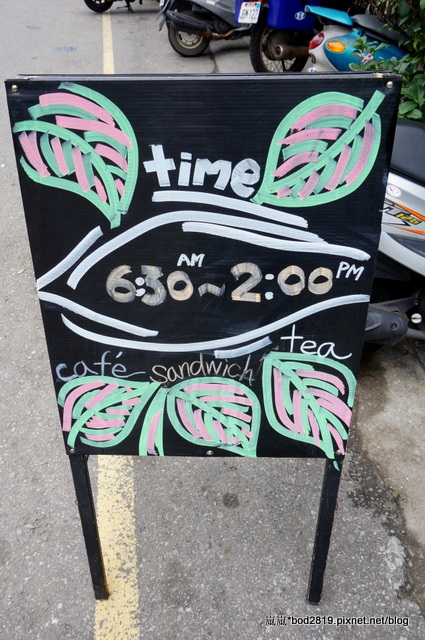 time
AM
6:30~2:00 PM
tea
café sandwich
嵐嵐*bod2819.pixnet.net/blog